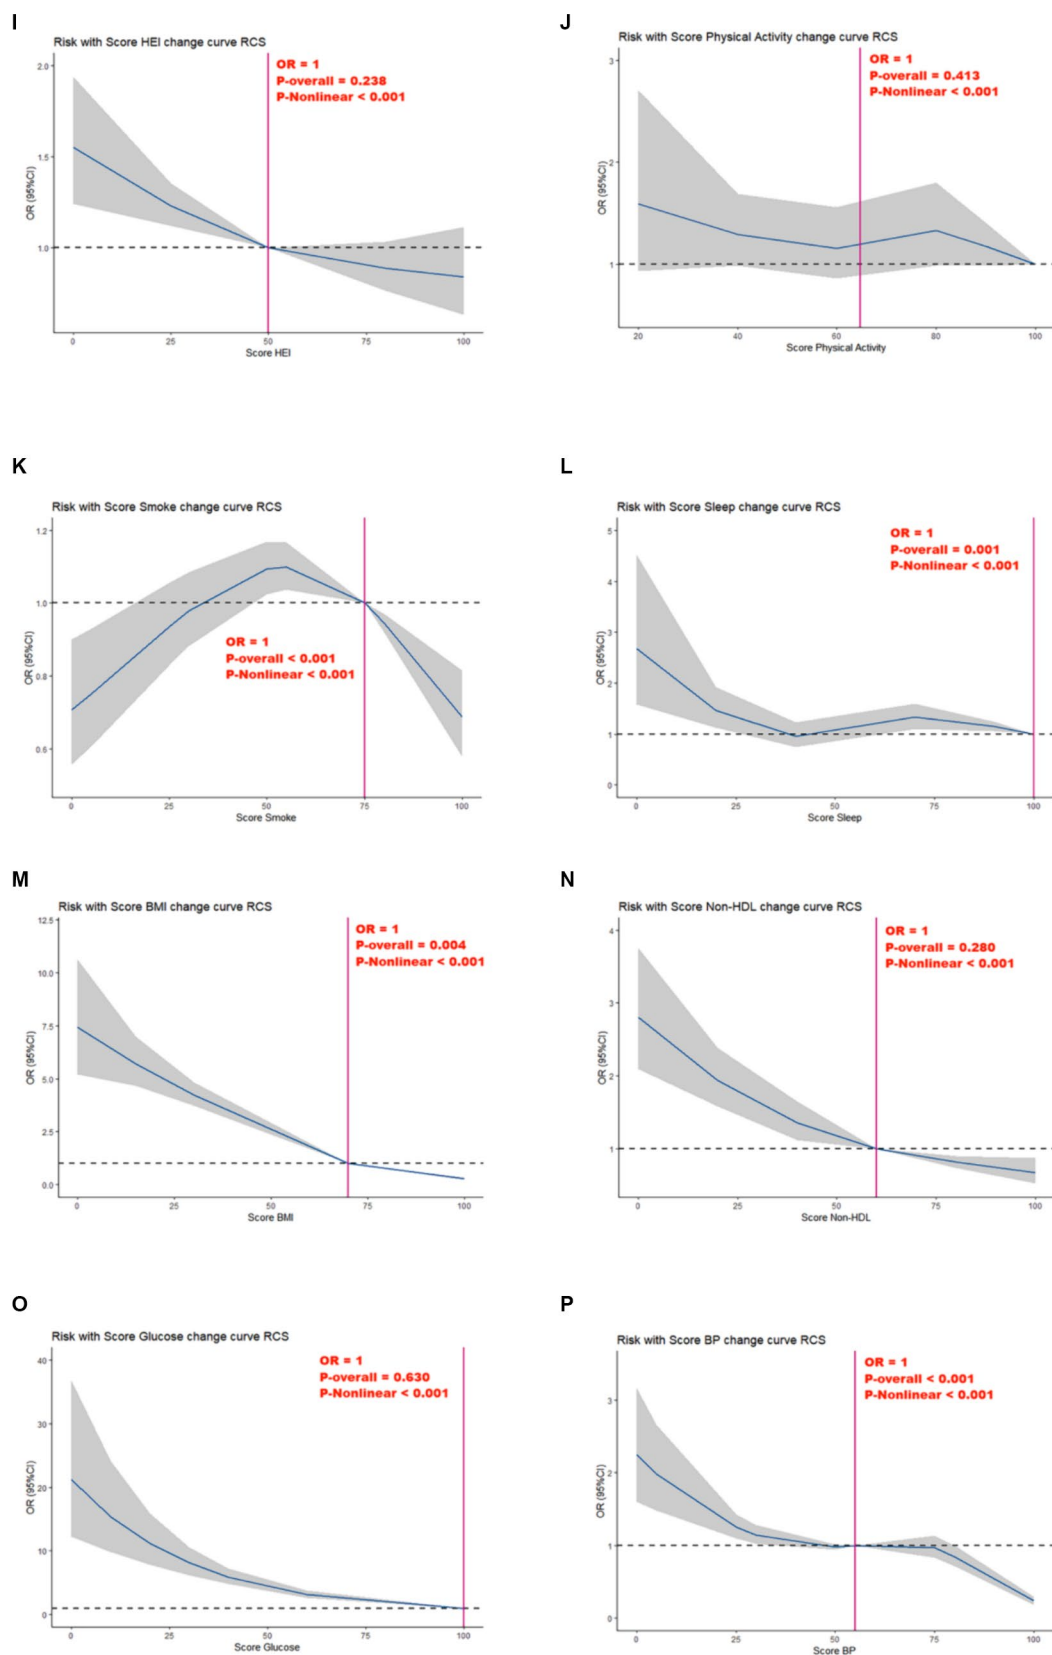 I
Risk with Score HEI change curve RCS
OR = 1
P-overall = 0.238
P-Nonlinear < 0.001
2.0
1.5
1.0
OR (95%CI)
0 25 50 75 100
Score HEI
J
Risk with Score Physical Activity change curve RCS
OR = 1
P-overall = 0.413
P-Nonlinear < 0.001
3
2
1
OR (95%CI)
20 40 60 80 100
Score Physical Activity
K
Risk with Score Smoke change curve RCS
1.2
1.0
0.8
0.6
OR (95%CI)
OR = 1
P-overall < 0.001
P-Nonlinear < 0.001
0 25 50 75 100
Score Smoke
L
Risk with Score Sleep change curve RCS
OR = 1
P-overall = 0.001
P-Nonlinear < 0.001
5
4
3
2
1
0
OR (95%CI)
0 25 50 75 100
Score Sleep
M
Risk with Score BMI change curve RCS
OR = 1
P-overall = 0.004
P-Nonlinear < 0.001
12.5
10.0
7.5
5.0
2.5
0.0
OR (95%CI)
0 25 50 75 100
Score BMI
N
Risk with Score Non-HDL change curve RCS
OR = 1
P-overall = 0.280
P-Nonlinear < 0.001
4
3
2
1
OR (95%CI)
0 25 50 75 100
Score Non-HDL
O
Risk with Score Glucose change curve RCS
OR = 1
P-overall = 0.630
P-Nonlinear < 0.001
40
30
20
10
0
OR (95%CI)
0 25 50 75 100
Score Glucose
P
Risk with Score BP change curve RCS
OR = 1
P-overall < 0.001
P-Nonlinear < 0.001
3
2
1
0
OR (95%CI)
0 25 50 75 100
Score BP